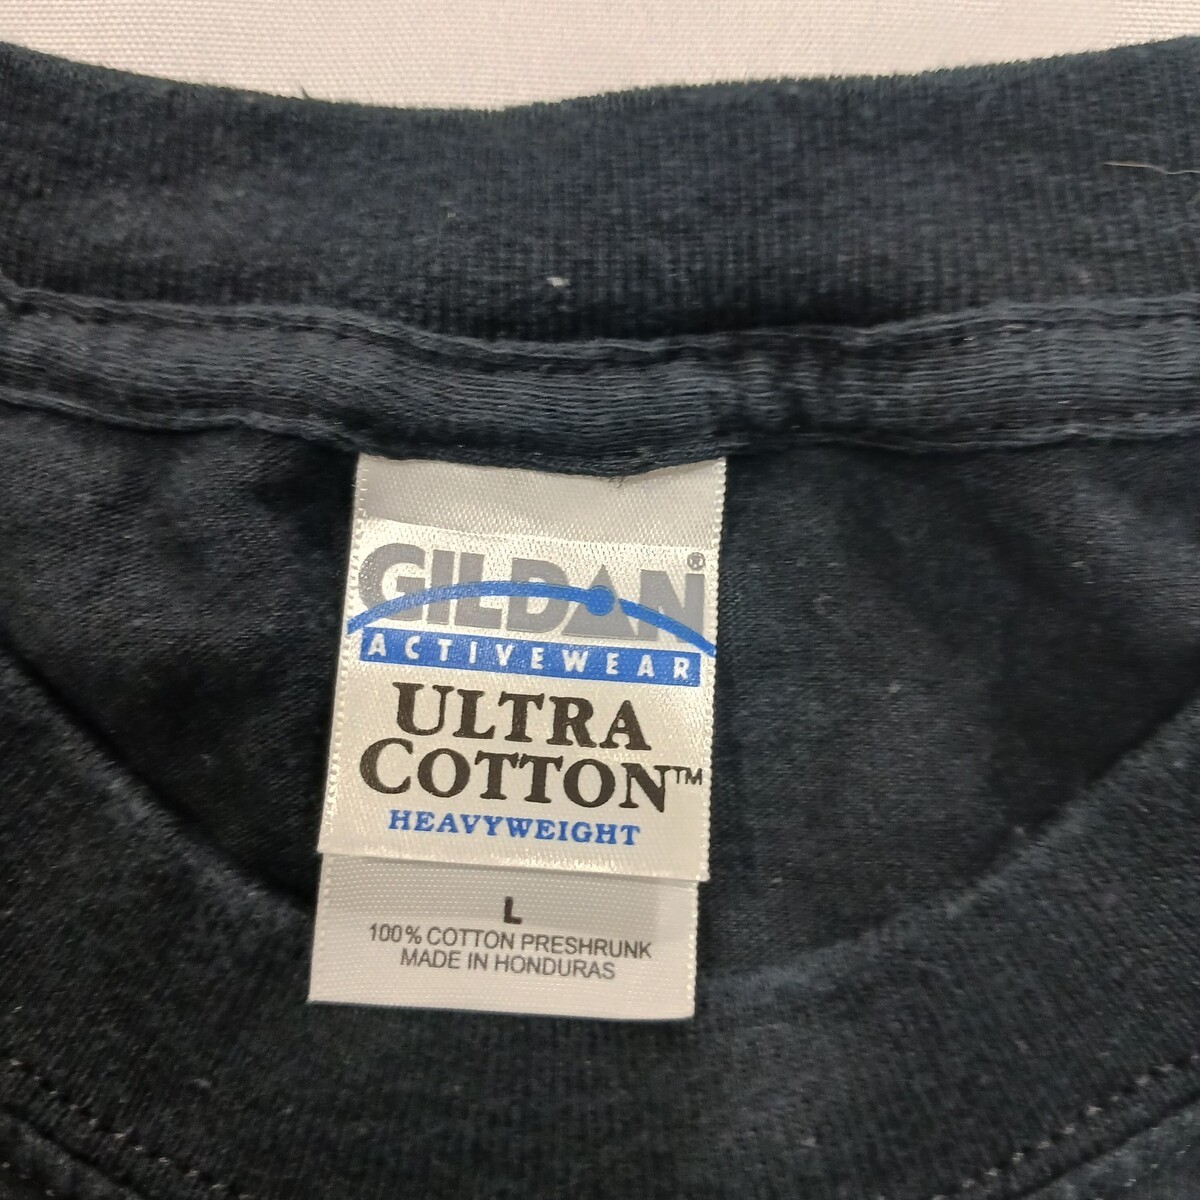 GILDAN®
ACTIVEWEAR
ULTRA
COTTON™
HEAVYWEIGHT
L
100% COTTON PRESHRUNK
MADE IN HONDURAS